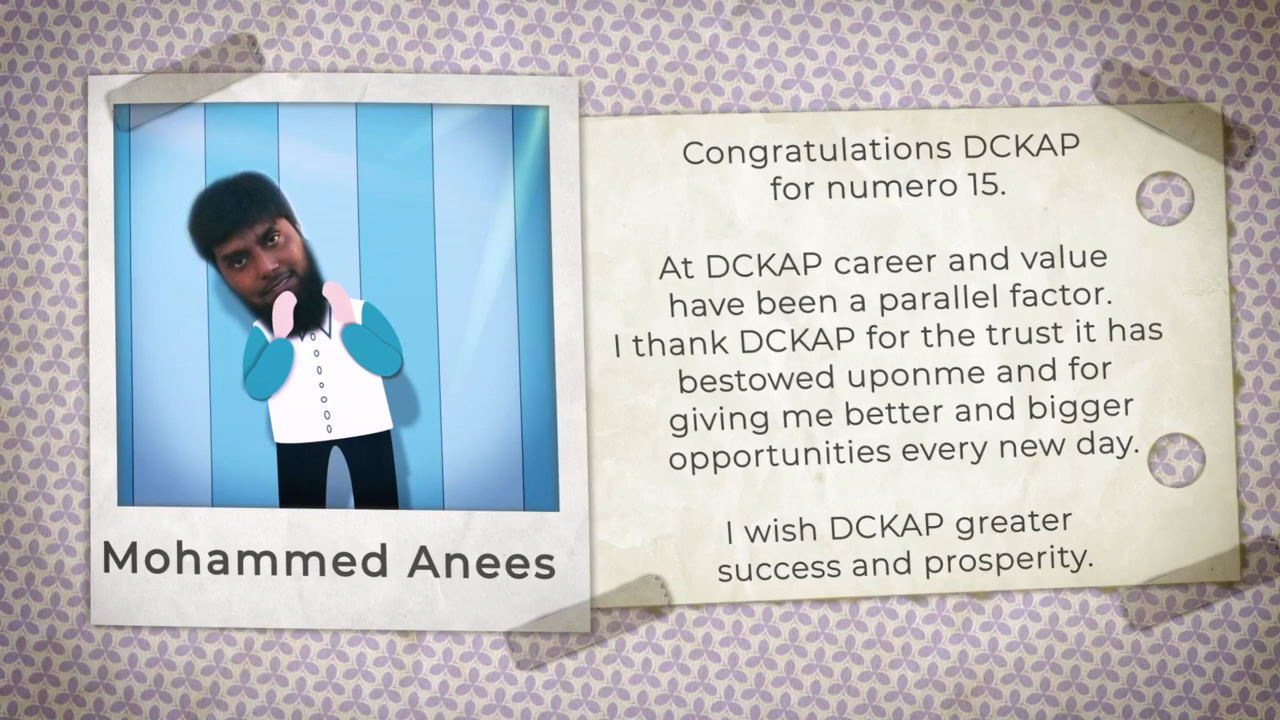 Mohammed Anees
Congratulations DCKAP
for numero 15.
At DCKAP career and value
have been a parallel factor.
I thank DCKAP for the trust it has
bestowed uponme and for
giving me better and bigger
opportunities every new day.
I wish DCKAP greater
success and prosperity.